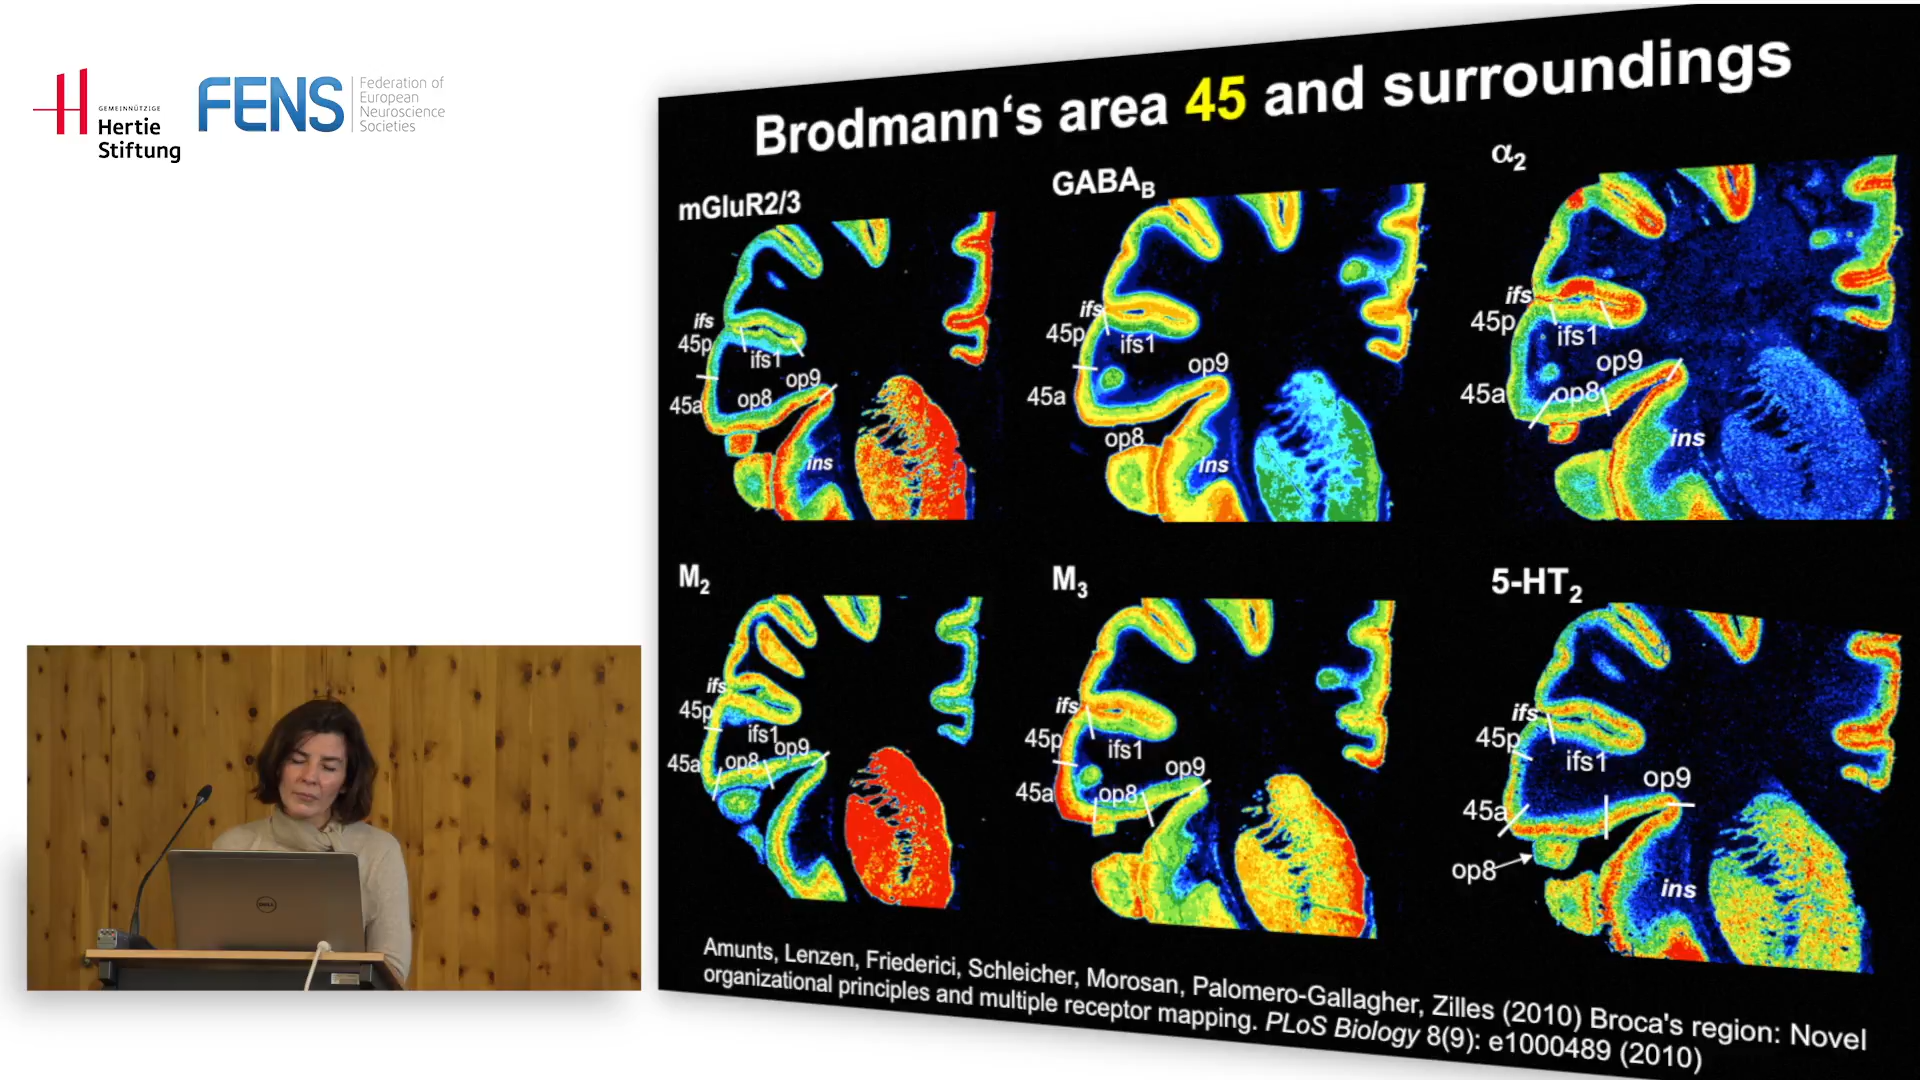 GEMEINNÜTZIGE
Hertie
Stiftung
FENS
Federation of
European
Neuroscience
Societies
Brodmann‘s area 45 and surroundings
mGluR2/3
ifs
45p
ifs1
op9
op8
45a
ins
GABAB
ifs
45p
ifs1
op9
45a
op8
ins
α2
ifs
45p
ifs1
op9
45a
op8
ins
M2
ifs
45p
ifs1
op9
45a
op8
M3
ifs
45p
ifs1
op9
45a
op8
5-HT2
ifs
45p
ifs1
op9
45a
op8
ins
Amunts, Lenzen, Friederici, Schleicher, Morosan, Palomero-Gallagher, Zilles (2010) Broca's region: Novel
organizational principles and multiple receptor mapping. PLoS Biology 8(9): e1000489 (2010)
DELL